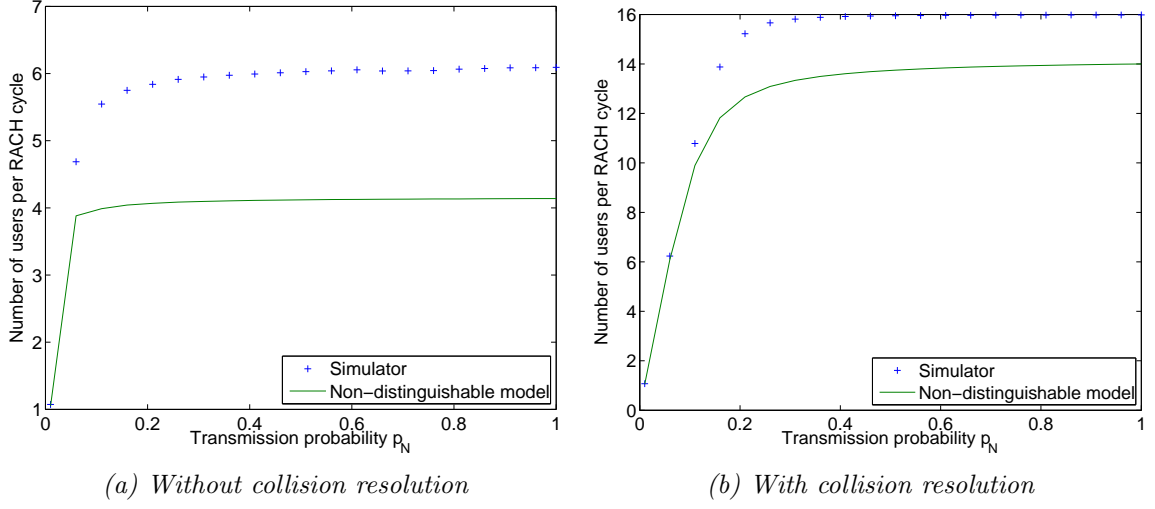 7
6
5
4
3
2
1
0
0.2
0.4
0.6
0.8
1
Number of users per RACH cycle
Transmission probability p_N
Simulator
Non-distinguishable model
(a) Without collision resolution
16
14
12
10
8
6
4
2
0
0
0.2
0.4
0.6
0.8
1
Number of users per RACH cycle
Transmission probability p_N
Simulator
Non-distinguishable model
(b) With collision resolution